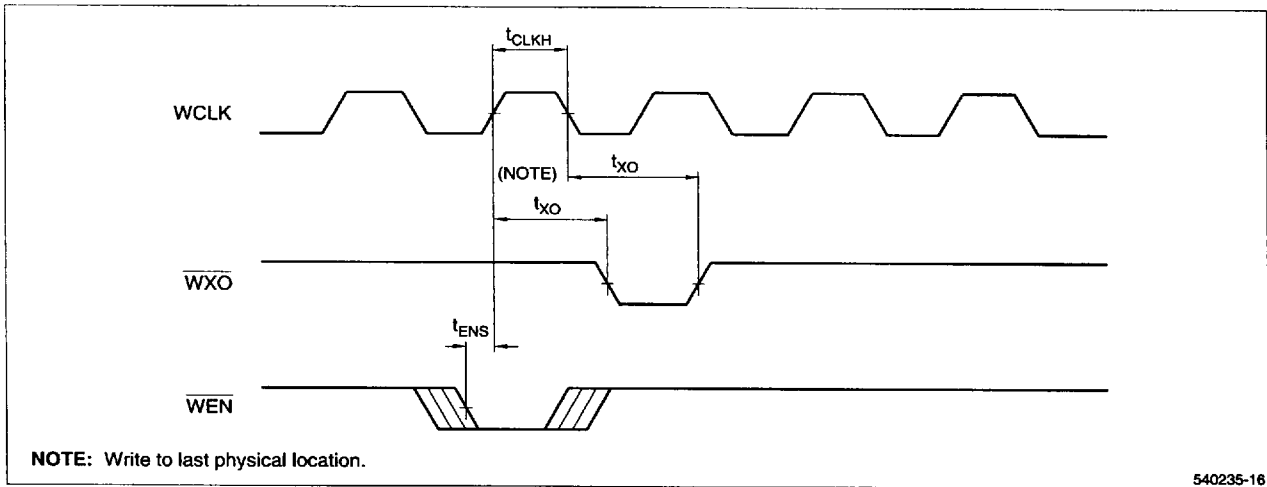 tCLKH
WCLK
(NOTE)
tXO
tXO
WXO
tENS
WEN
NOTE: Write to last physical location.
540235-16